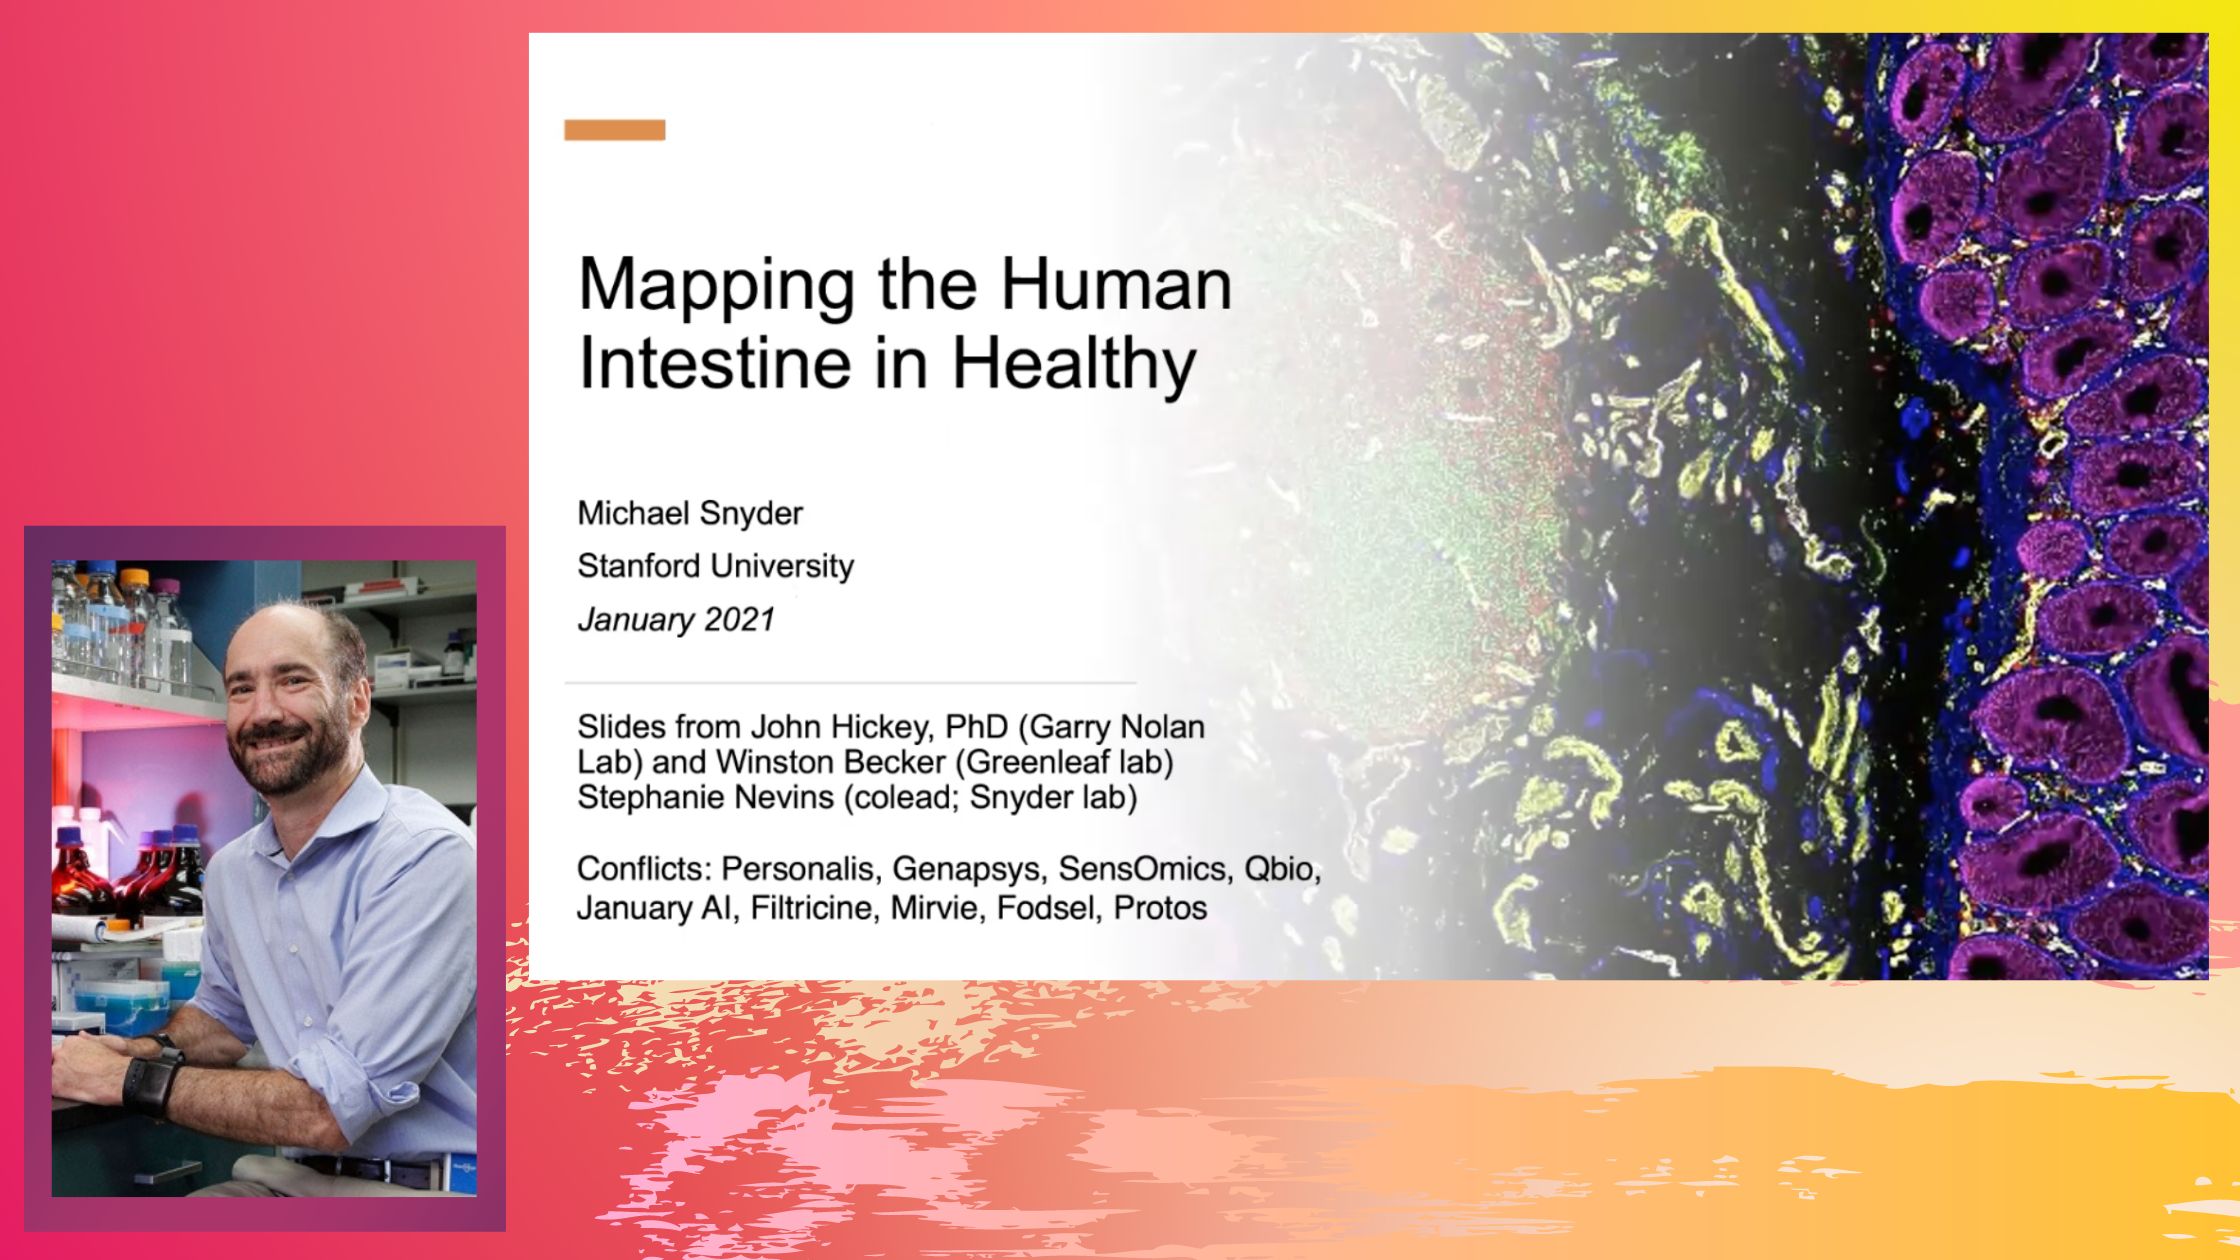 Mapping the Human
Intestine in Healthy
Michael Snyder
Stanford University
January 2021
Slides from John Hickey, PhD (Garry Nolan
Lab) and Winston Becker (Greenleaf lab)
Stephanie Nevins (colead; Snyder lab)
Conflicts: Personalis, Genapsys, SensOmics, Qbio,
January AI, Filtricine, Mirvie, Fodsel, Protos